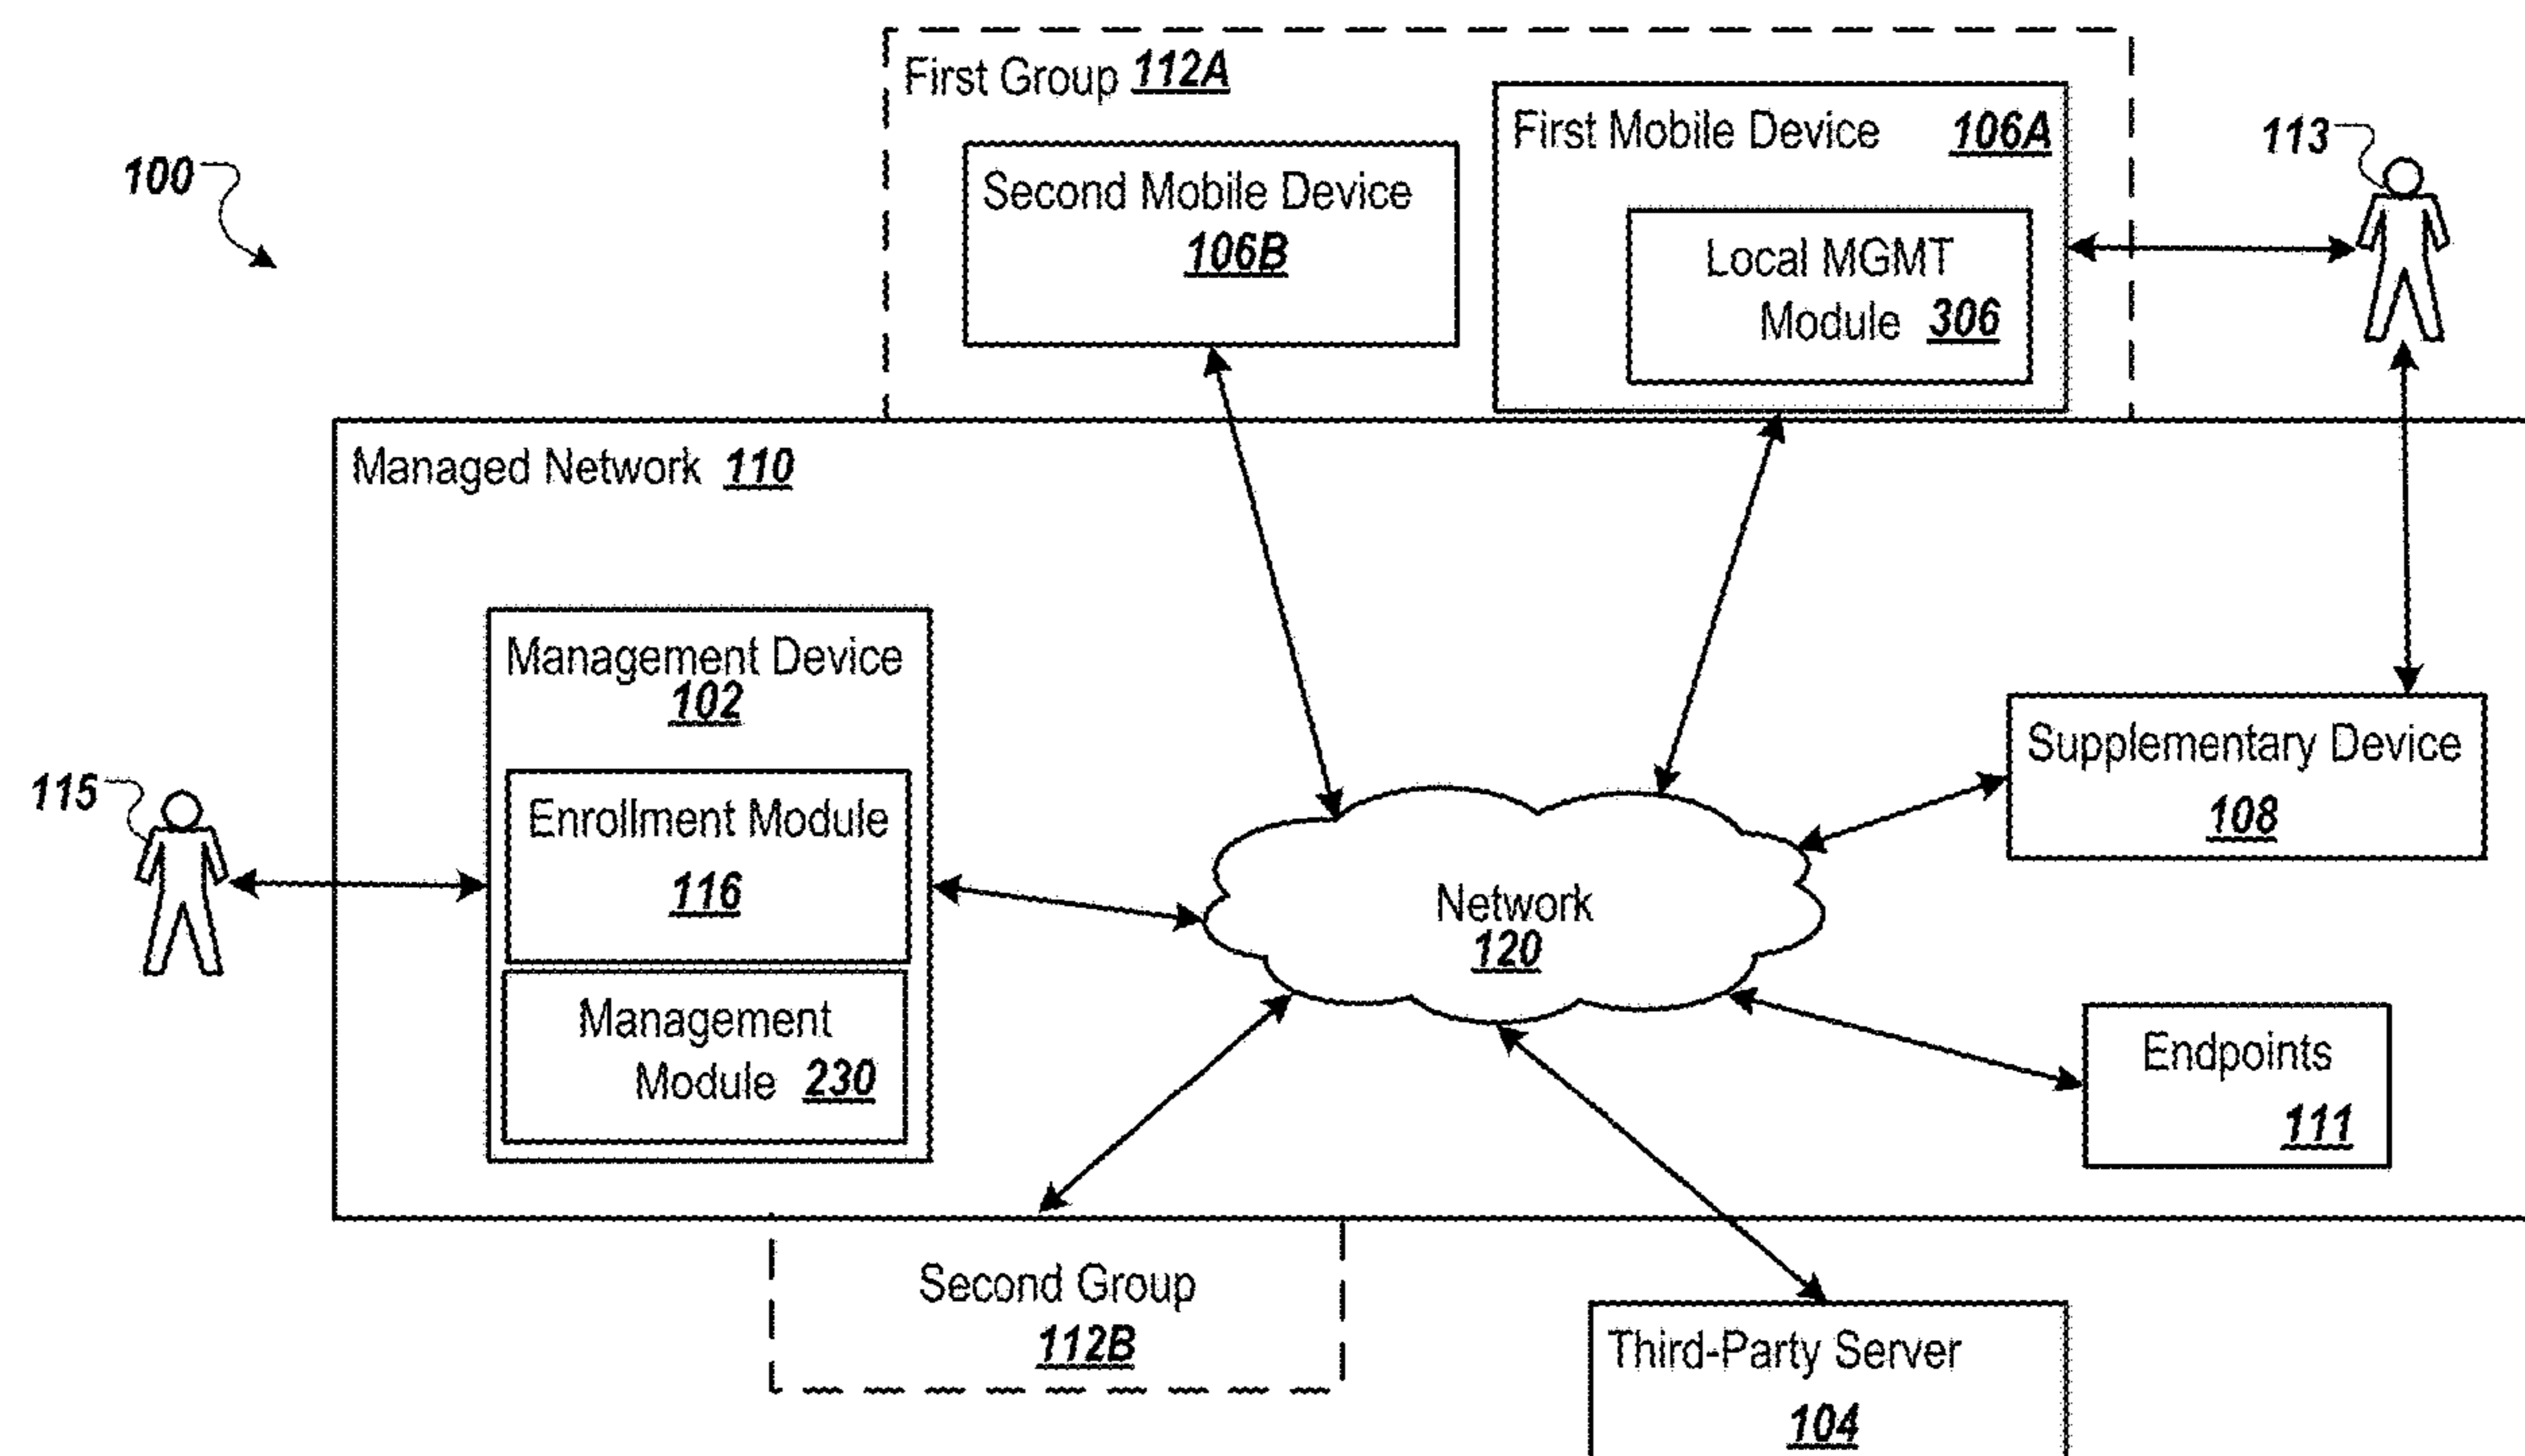 First Group 112A
First Mobile Device 106A
113
100
Second Mobile Device
106B
Local MGMT
Module 306
Managed Network 110
Management Device
102
Supplementary Device
108
115
Enrollment Module
116
Network
120
Management
Module 230
Endpoints
111
Second Group
112B
Third-Party Server
104